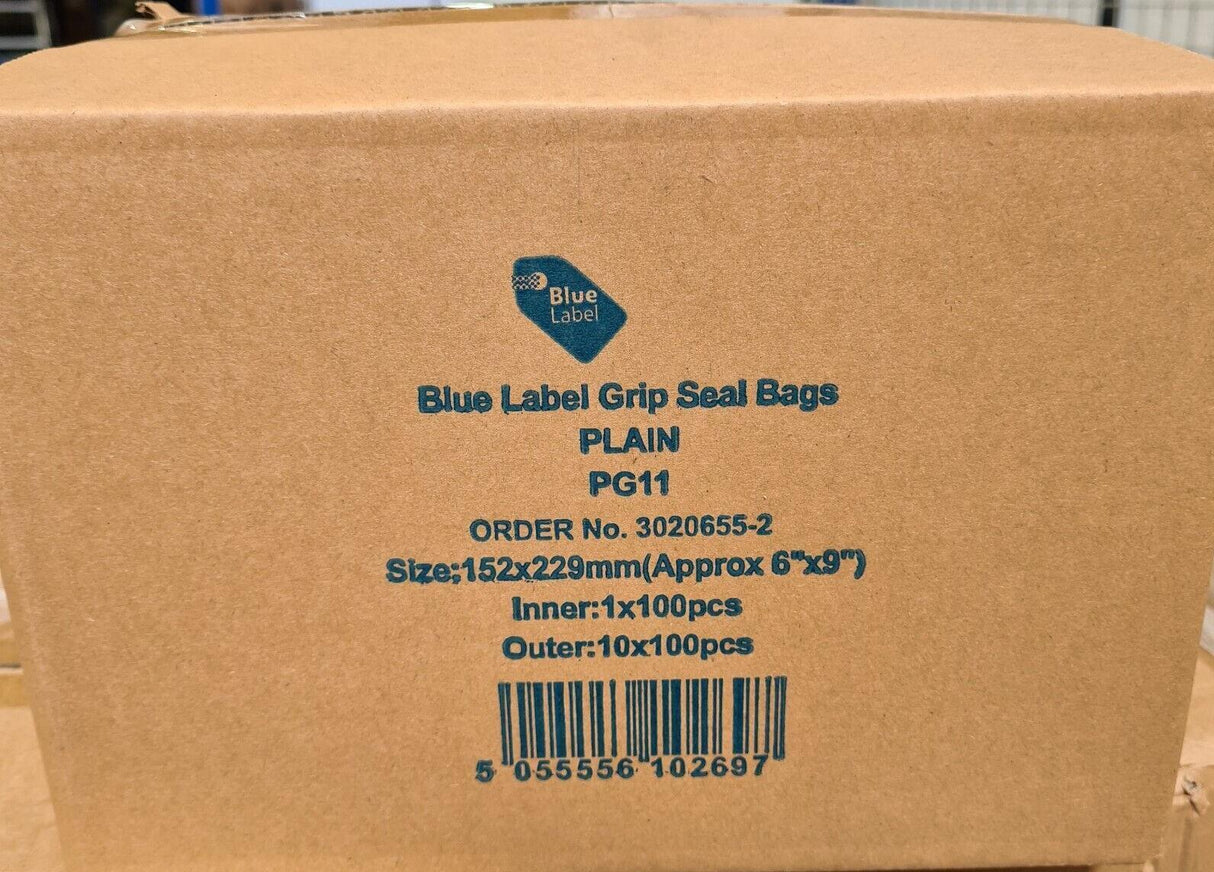 Blue
Label
Blue Label Grip Seal Bags
PLAIN
PG11
ORDER No. 3020655-2
Size;152x229mm(Approx 6"x9")
Inner:1x100pcs
Outer:10x100pcs
5 055556 102697